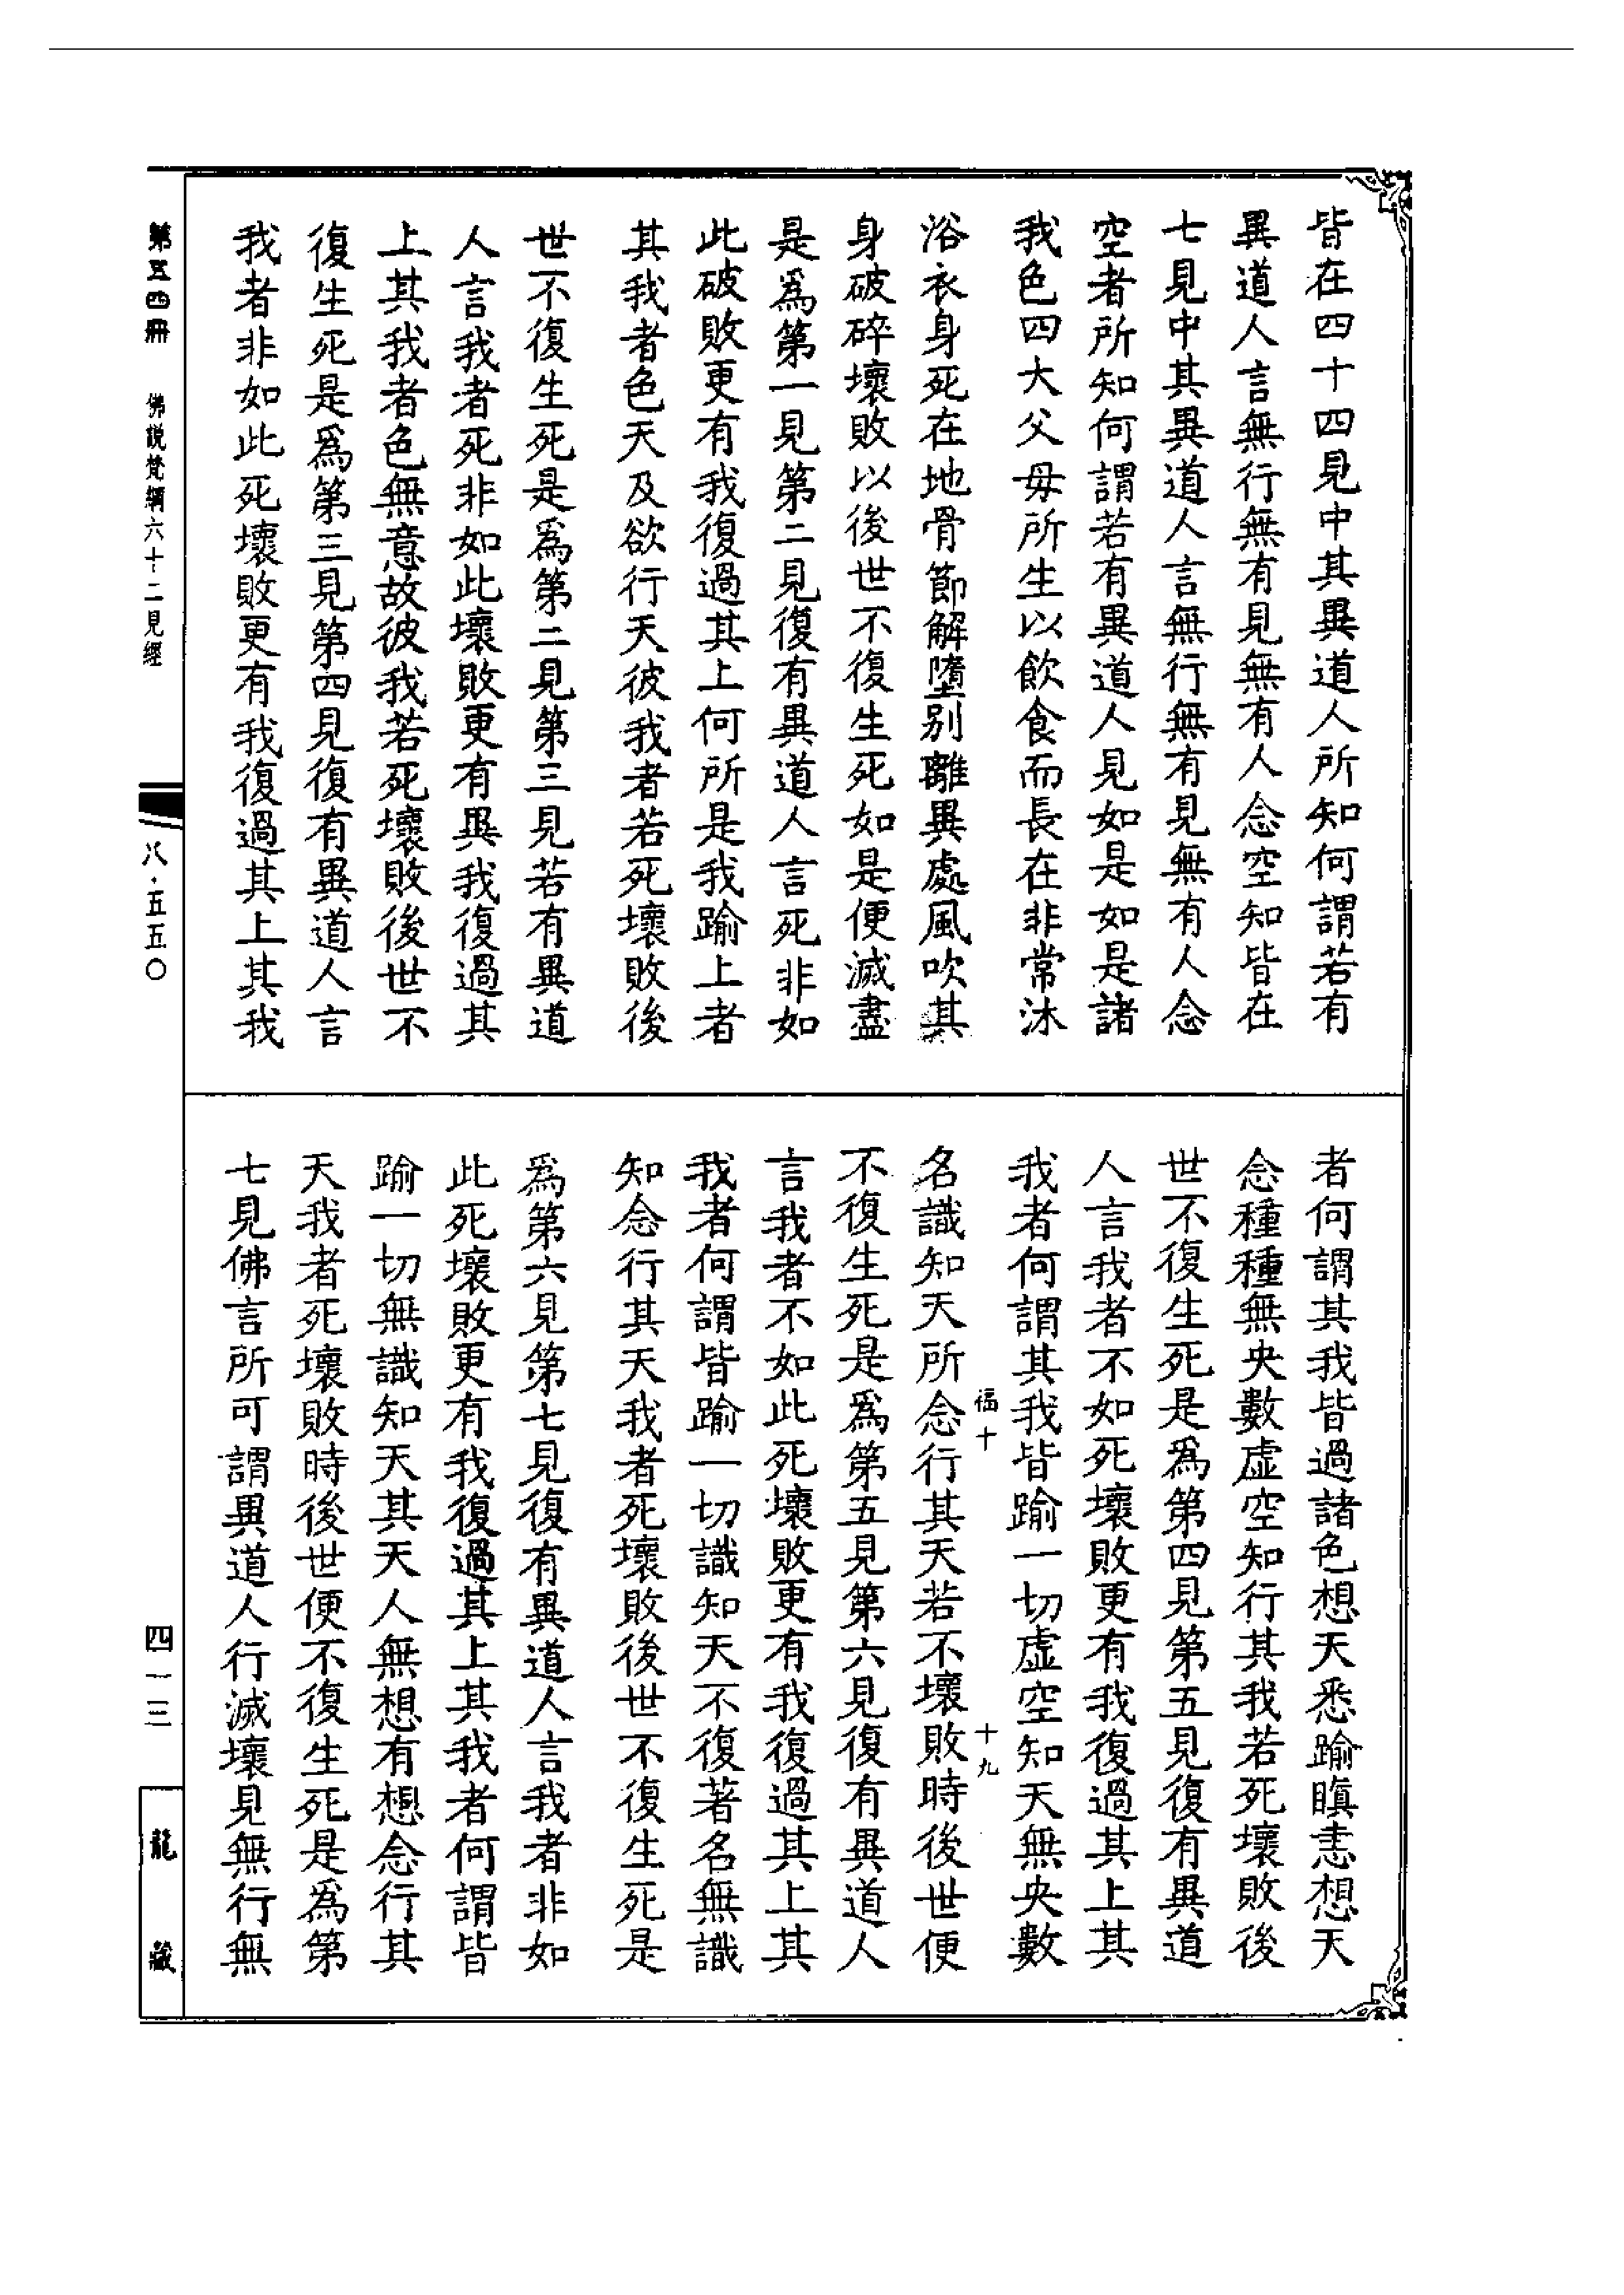 皆在四十四見中其異道人所知何謂若有
異道人言無行無有見無有人念空知皆在
七見中其異道人言無行無有見無有人念
空者所知何謂若有異道人見如是如是諸
我色四大父母所生以飲食而長在非常沐
浴衣身死在地骨節解墮别離異處風吹其
身破碎壞敗以後世不復生死如是便滅盡
是爲第一見第二見復有異道人言死非如
此破敗更有我復過其上何所是我踰上者
其我者色天及欲行天彼我者若死壞敗後
世不復生死是爲第二見第三見若有異道
人言我者死非如此壞敗更有異我復過其
上其我者色無意故彼我若死壞敗後世不
復生死是爲第三見第四見復有異道人言
我者非如此死壞敗更有我復過其上其我
者何謂其我皆過諸色想天悉踰瞋恚想天
念種種無央數虛空知行其我若死壞敗後
世不復生死是爲第四見第五見復有異道
人言我者不如死壞敗更有我復過其上其
我者何謂其我皆踰一切虛空知天無央數
福十 十九
名識知天所念行其天若不壞敗時後世便
不復生死是爲第五見第六見復有異道人
言我者不如此死壞敗更有我復過其上其
我者何謂皆踰一切識知天不復著名無識
知念行其天我者死壞敗後世不復生死是
爲第六見第七見復有異道人言我者非如
此死壞敗更有我復過其上其我者何謂皆
踰一切無識知天其天人無想有想念行其
天我者死壞敗時後世便不復生死是爲第
七見佛言所可謂異道人行滅壞見無行無
第五四冊 佛説梵網六十二見經
八·五五〇
四一三
龍藏